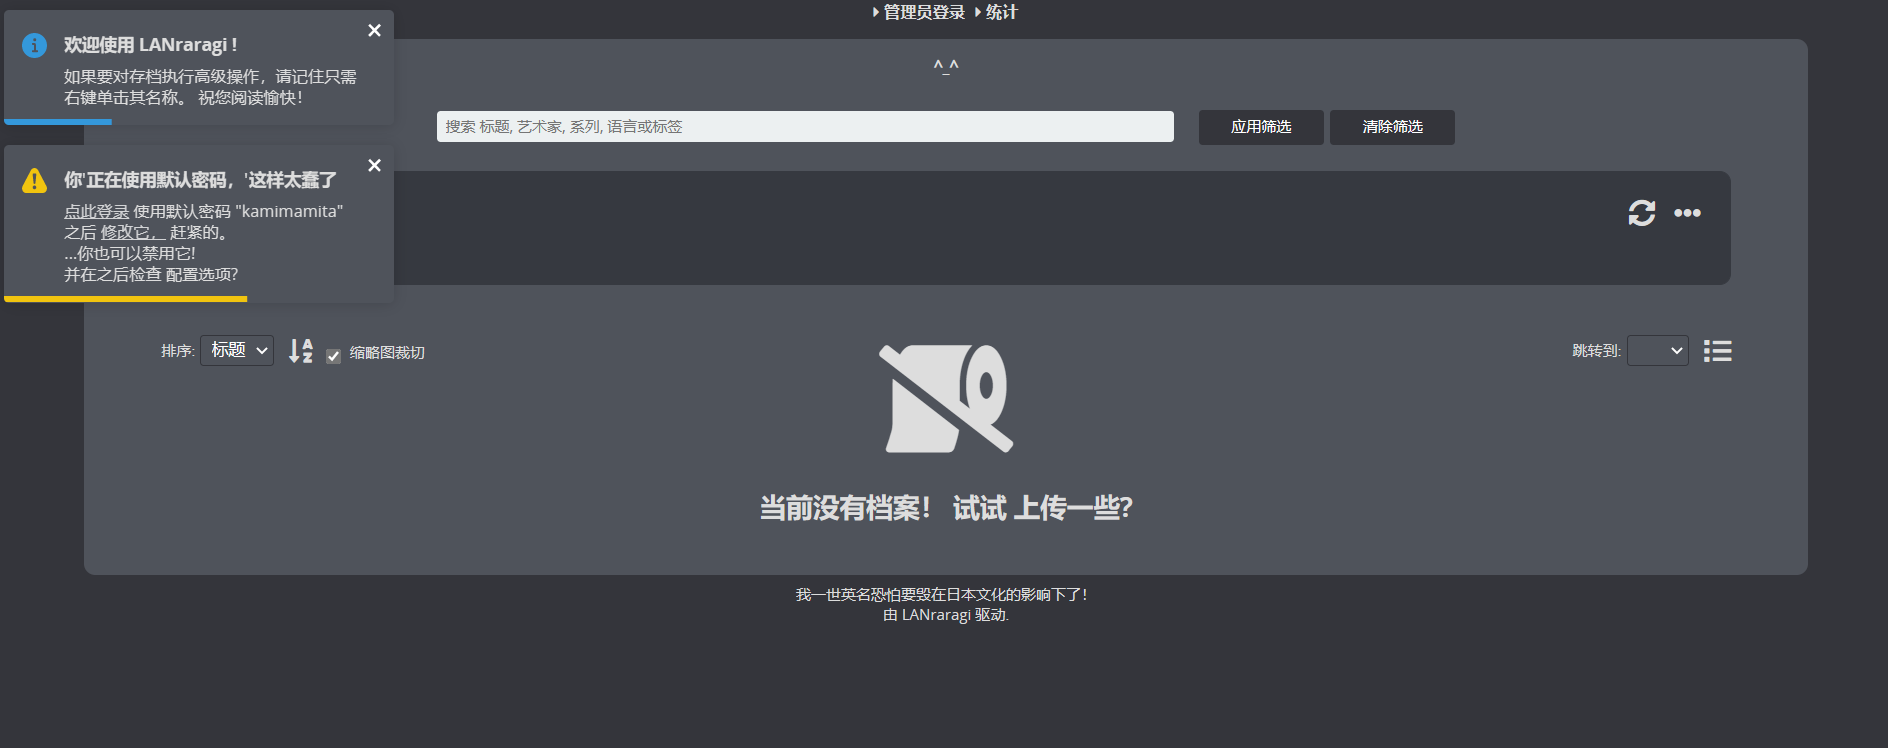 管理员登录 统计
欢迎使用 LANraragi !
如果要对存档执行高级操作，请记住只需
右键单击其名称。 祝您阅读愉快！
^_^
搜索 标题, 艺术家, 系列, 语言或标签
应用筛选 清除筛选
你'正在使用默认密码，'这样太蠢了
点此登录 使用默认密码 "kamimamita"
之后 修改它， 赶紧的。
...你也可以禁用它!
并在之后检查 配置选项?
排序: 标题 缩略图裁切
跳转到:
当前没有档案！ 试试 上传一些?
我一世英名恐怕要毁在日本文化的影响下了！
由 LANraragi 驱动.